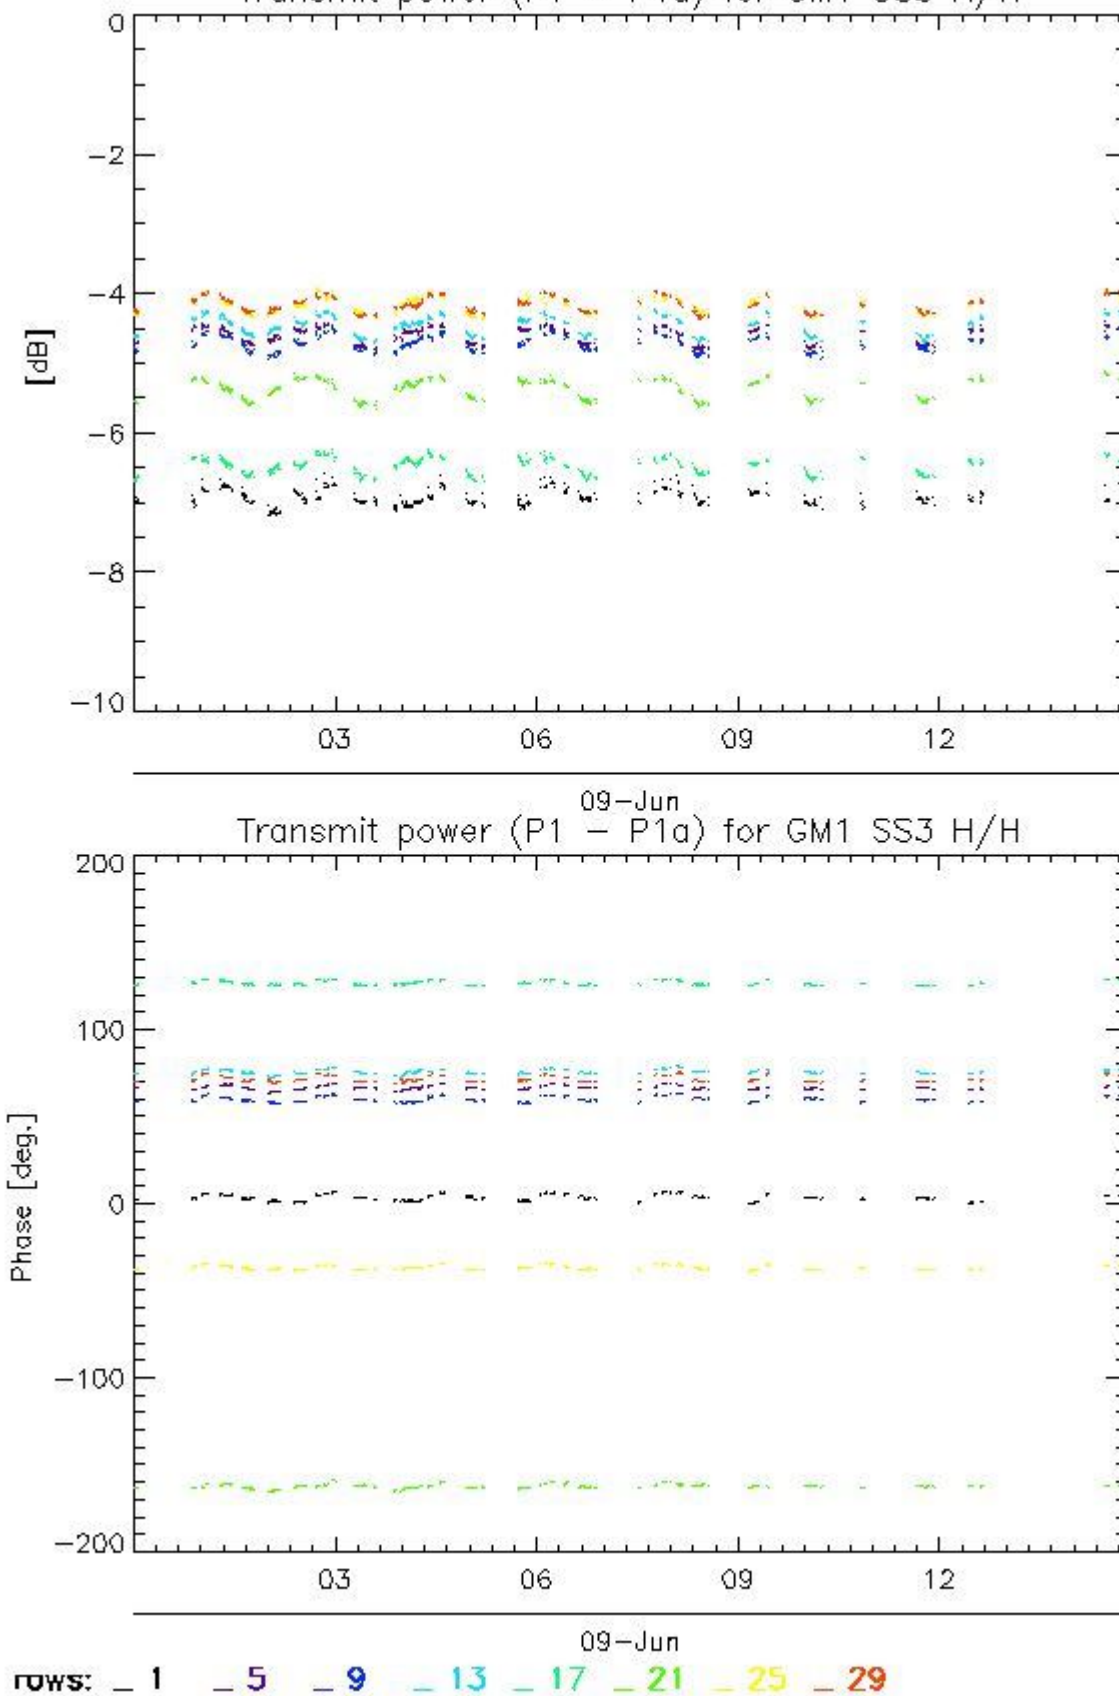 0
-2
-4
-6
-8
-10
[dB]
03 06 09 12
09-Jun
Transmit power (P1 - P1a) for GM1 SS3 H/H
200
100
0
-100
-200
Phase [deg.]
03 06 09 12
09-Jun
rows: _ 1 _ 5 _ 9 _ 13 _ 17 _ 21 _ 25 _ 29